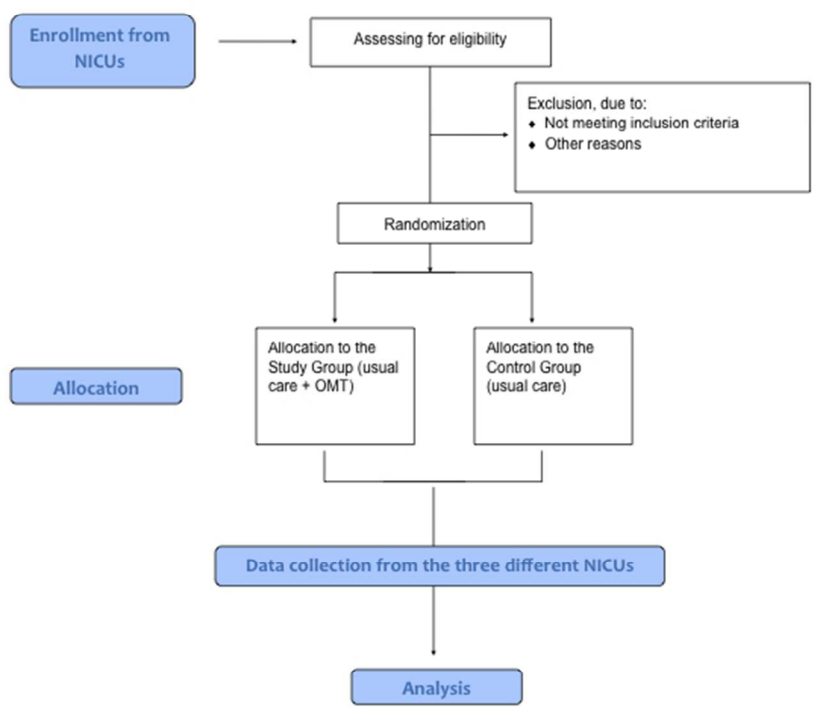 Enrollment from
NICUs
Assessing for eligibility
Exclusion, due to:
⬥ Not meeting inclusion criteria
⬥ Other reasons
Randomization
Allocation to the
Study Group (usual
care + OMT)
Allocation to the
Control Group
(usual care)
Allocation
Data collection from the three different NICUs
Analysis